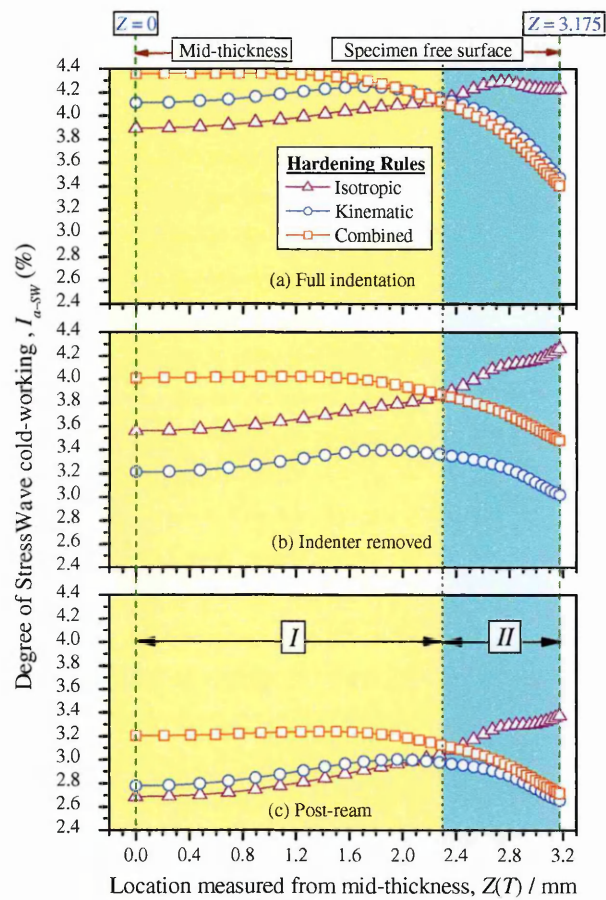 Z = 0
Z = 3.175
Mid-thickness
Specimen free surface
4.4
4.2
4.0
3.8
3.6
3.4
3.2
3.0
2.8
2.6
2.4
Hardening Rules
Isotropic
Kinematic
Combined
(a) Full indentation
4.4
4.2
4.0
3.8
3.6
3.4
3.2
3.0
2.8
2.6
2.4
(b) Indenter removed
4.4
4.2
4.0
3.8
3.6
3.4
3.2
3.0
2.8
2.6
2.4
I
II
(c) Post-ream
0.0 0.4 0.8 1.2 1.6 2.0 2.4 2.8 3.2
Location measured from mid-thickness, Z(T) / mm
Degree of StressWave cold-working , Ia-SW (%)